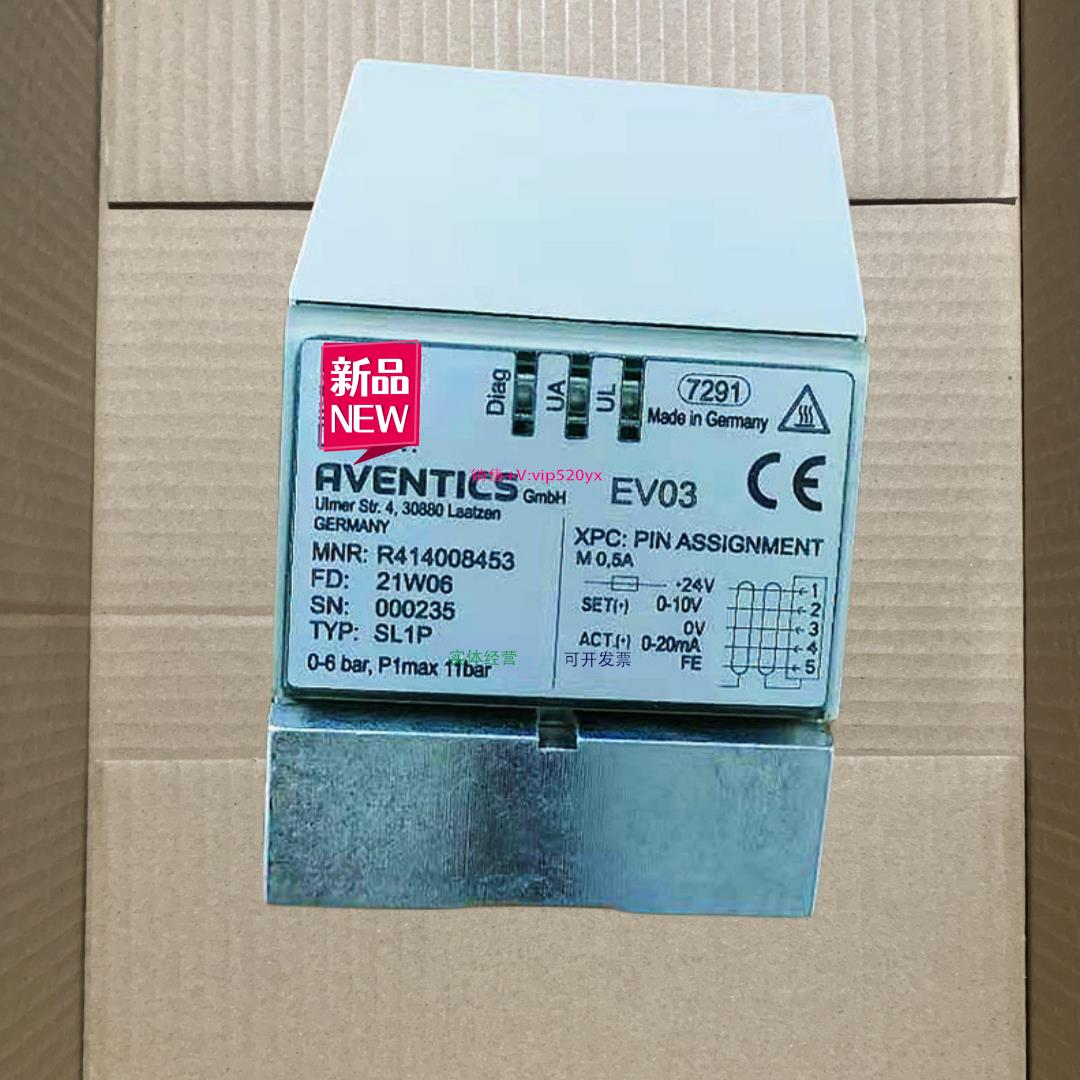 新品
NEW
Diag
UA
UL
7291
Made in Germany
AVENTICS GmbH
销售+V:vip520yx
EV03
Ulmer Str. 4, 30880 Laatzen
GERMANY
MNR: R414008453
FD: 21W06
SN: 000235
TYP: SL1P
0-6 bar, P1max 11bar
实体经营
可开发票
CE
XPC: PIN ASSIGNMENT
M 0,5A
+24V
1
SET(+) 0-10V
2
0V
3
ACT.(+) 0-20mA
4
FE
5